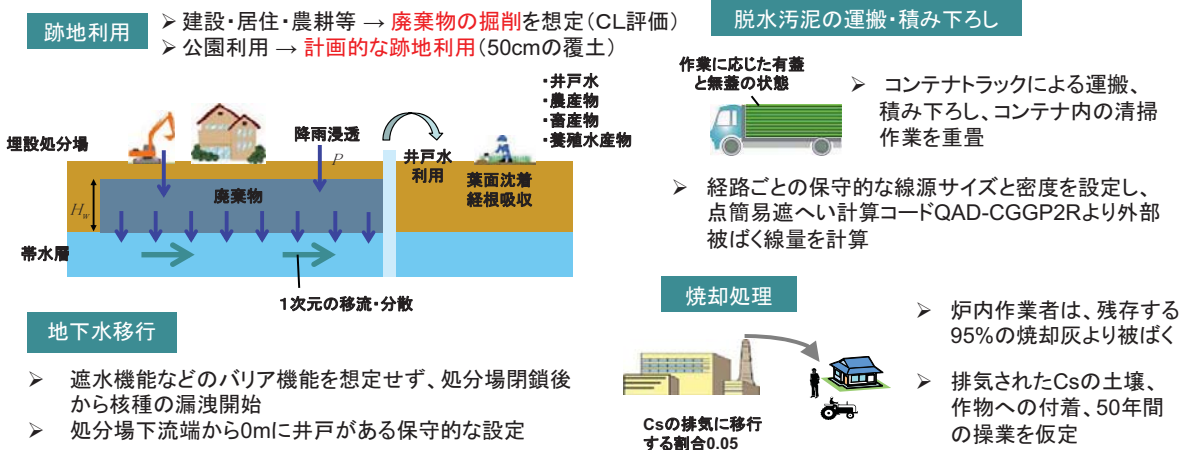 跡地利用
➢ 建設・居住・農耕等 → 廃棄物の掘削を想定(CL評価)
➢ 公園利用 → 計画的な跡地利用(50cmの覆土)
埋設処分場
降雨浸透
P
廃棄物
H_w
帯水層
1次元の移流・分散
井戸水
利用
葉面沈着
経根吸収
・井戸水
・農産物
・畜産物
・養殖水産物
地下水移行
➢ 遮水機能などのバリア機能を想定せず、処分場閉鎖後
から核種の漏洩開始
➢ 処分場下流端から0mに井戸がある保守的な設定
脱水汚泥の運搬・積み下ろし
作業に応じた有蓋
と無蓋の状態
➢ コンテナトラックによる運搬、
積み下ろし、コンテナ内の清掃
作業を重畳
➢ 経路ごとの保守的な線源サイズと密度を設定し、
点簡易遮へい計算コードQAD-CGGP2Rより外部
被ばく線量を計算
焼却処理
Csの排気に移行
する割合0.05
➢ 炉内作業者は、残存する
95%の焼却灰より被ばく
➢ 排気されたCsの土壌、
作物への付着、50年間
の操業を仮定